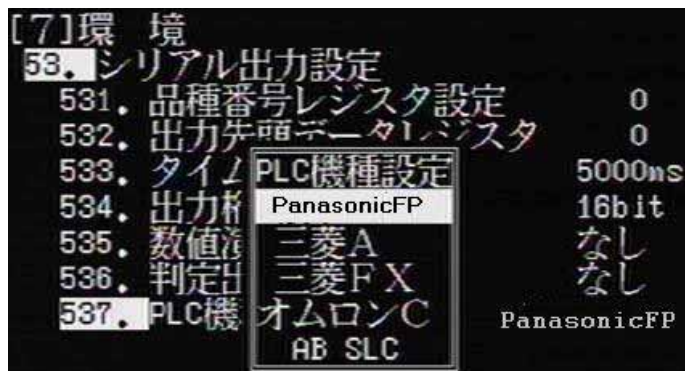 [7]環 境
53. シリアル出力設定
531. 品種番号レジスタ設定 0
532. 出力先頭データレジスタ 0
533. タイム 5000ms
534. 出力 16bit
535. 数値 なし
536. 判定出 なし
537. PLC機 PanasonicFP
PLC機種設定
PanasonicFP
三菱A
三菱FX
オムロンC
AB SLC